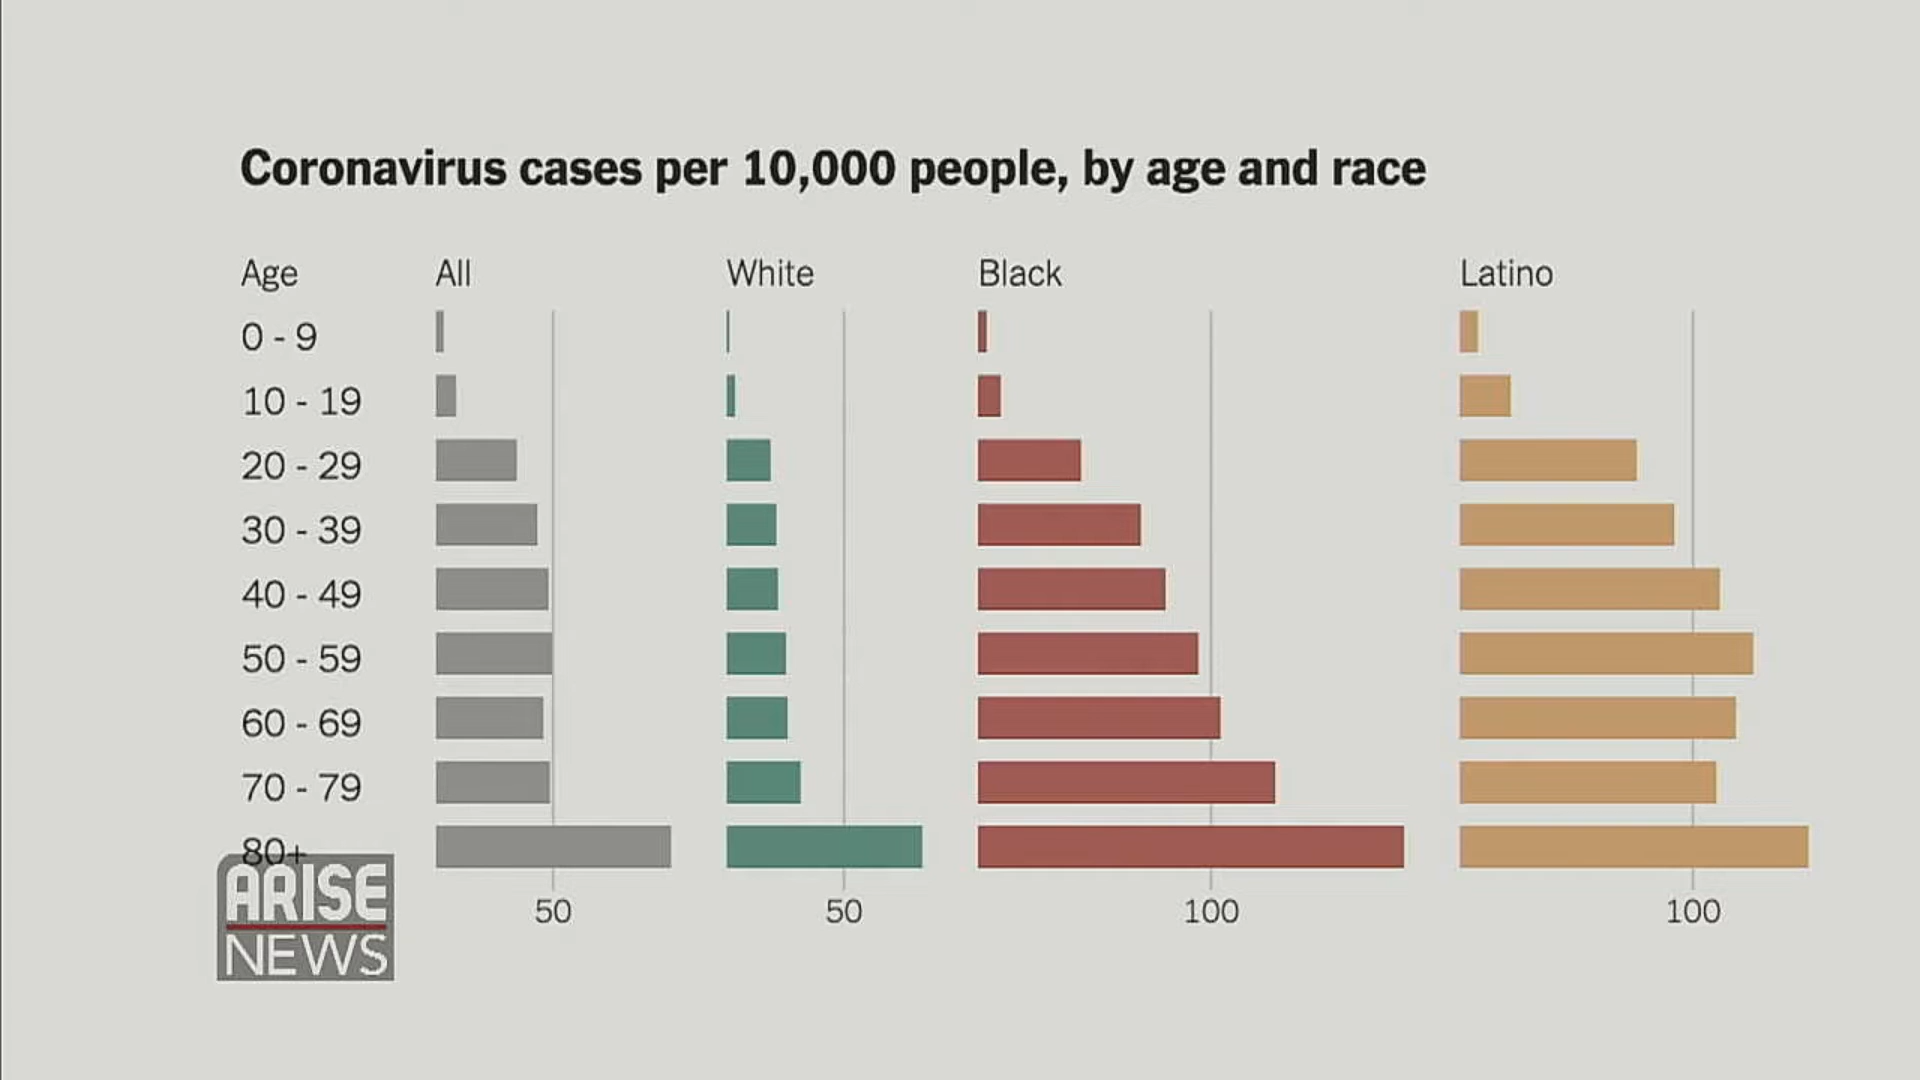 Coronavirus cases per 10,000 people, by age and race
Age All White Black Latino
0 - 9
10 - 19
20 - 29
30 - 39
40 - 49
50 - 59
60 - 69
70 - 79
80+
50 50 100 100
ARISE
NEWS